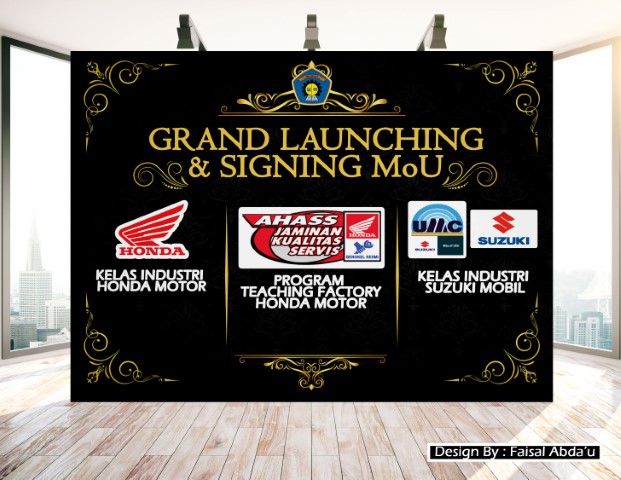 GRAND LAUNCHING
& SIGNING MoU
HONDA
KELAS INDUSTRI
HONDA MOTOR
AHASS
JAMINAN
KUALITAS
SERVIS
HONDA
PROGRAM
TEACHING FACTORY
HONDA MOTOR
UMC
SUZUKI
KELAS INDUSTRI
SUZUKI MOBIL
Design By : Faisal Abda'u